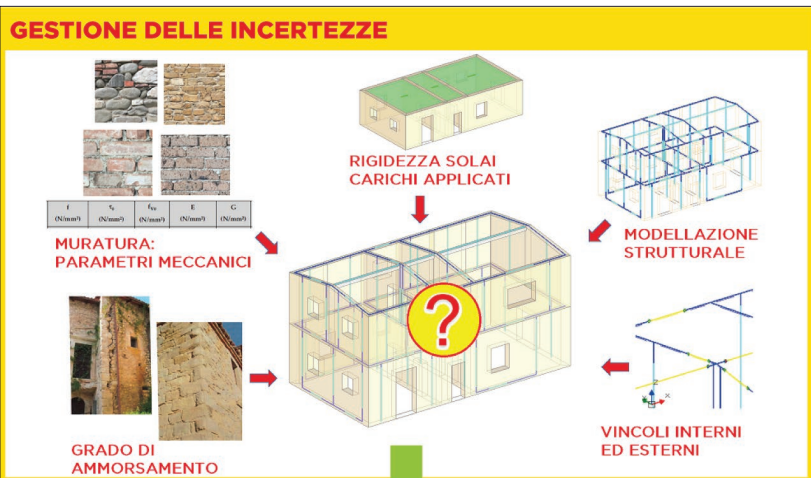 GESTIONE DELLE INCERTEZZE
RIGIDEZZA SOLAI
CARICHI APPLICATI
f τ₀ fᵥ₀ E G
(N/mm²) (N/mm²) (N/mm²) (N/mm²) (N/mm²)
MURATURA:
PARAMETRI MECCANICI
MODELLAZIONE
STRUTTURALE
?
Z
X
GRADO DI
AMMORSAMENTO
VINCOLI INTERNI
ED ESTERNI